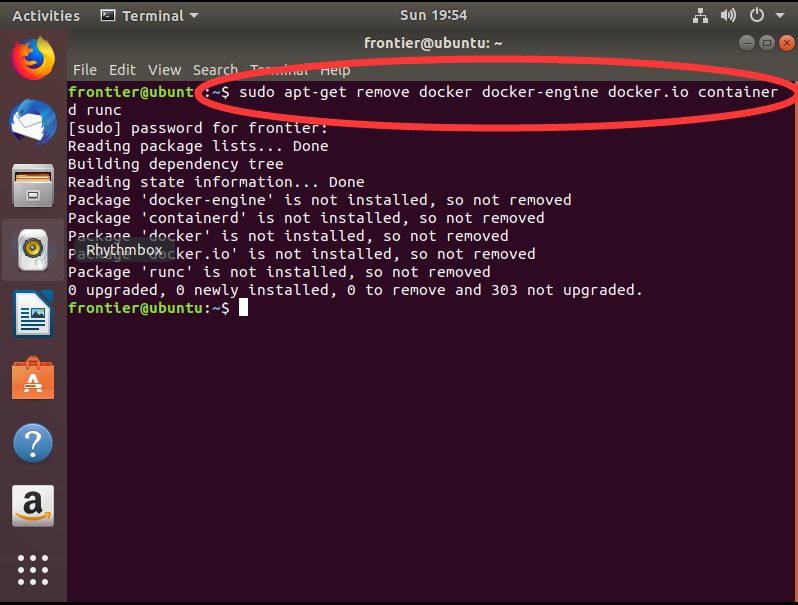 Activities Terminal Sun 19:54
frontier@ubuntu: ~
File Edit View Search Terminal Help
frontier@ubuntu:~$ sudo apt-get remove docker docker-engine docker.io container
d runc
[sudo] password for frontier:
Reading package lists... Done
Building dependency tree
Reading state information... Done
Package 'docker-engine' is not installed, so not removed
Package 'containerd' is not installed, so not removed
Package 'docker' is not installed, so not removed
Rhythmbox
Package 'docker.io' is not installed, so not removed
Package 'runc' is not installed, so not removed
0 upgraded, 0 newly installed, 0 to remove and 303 not upgraded.
frontier@ubuntu:~$
A
?
a